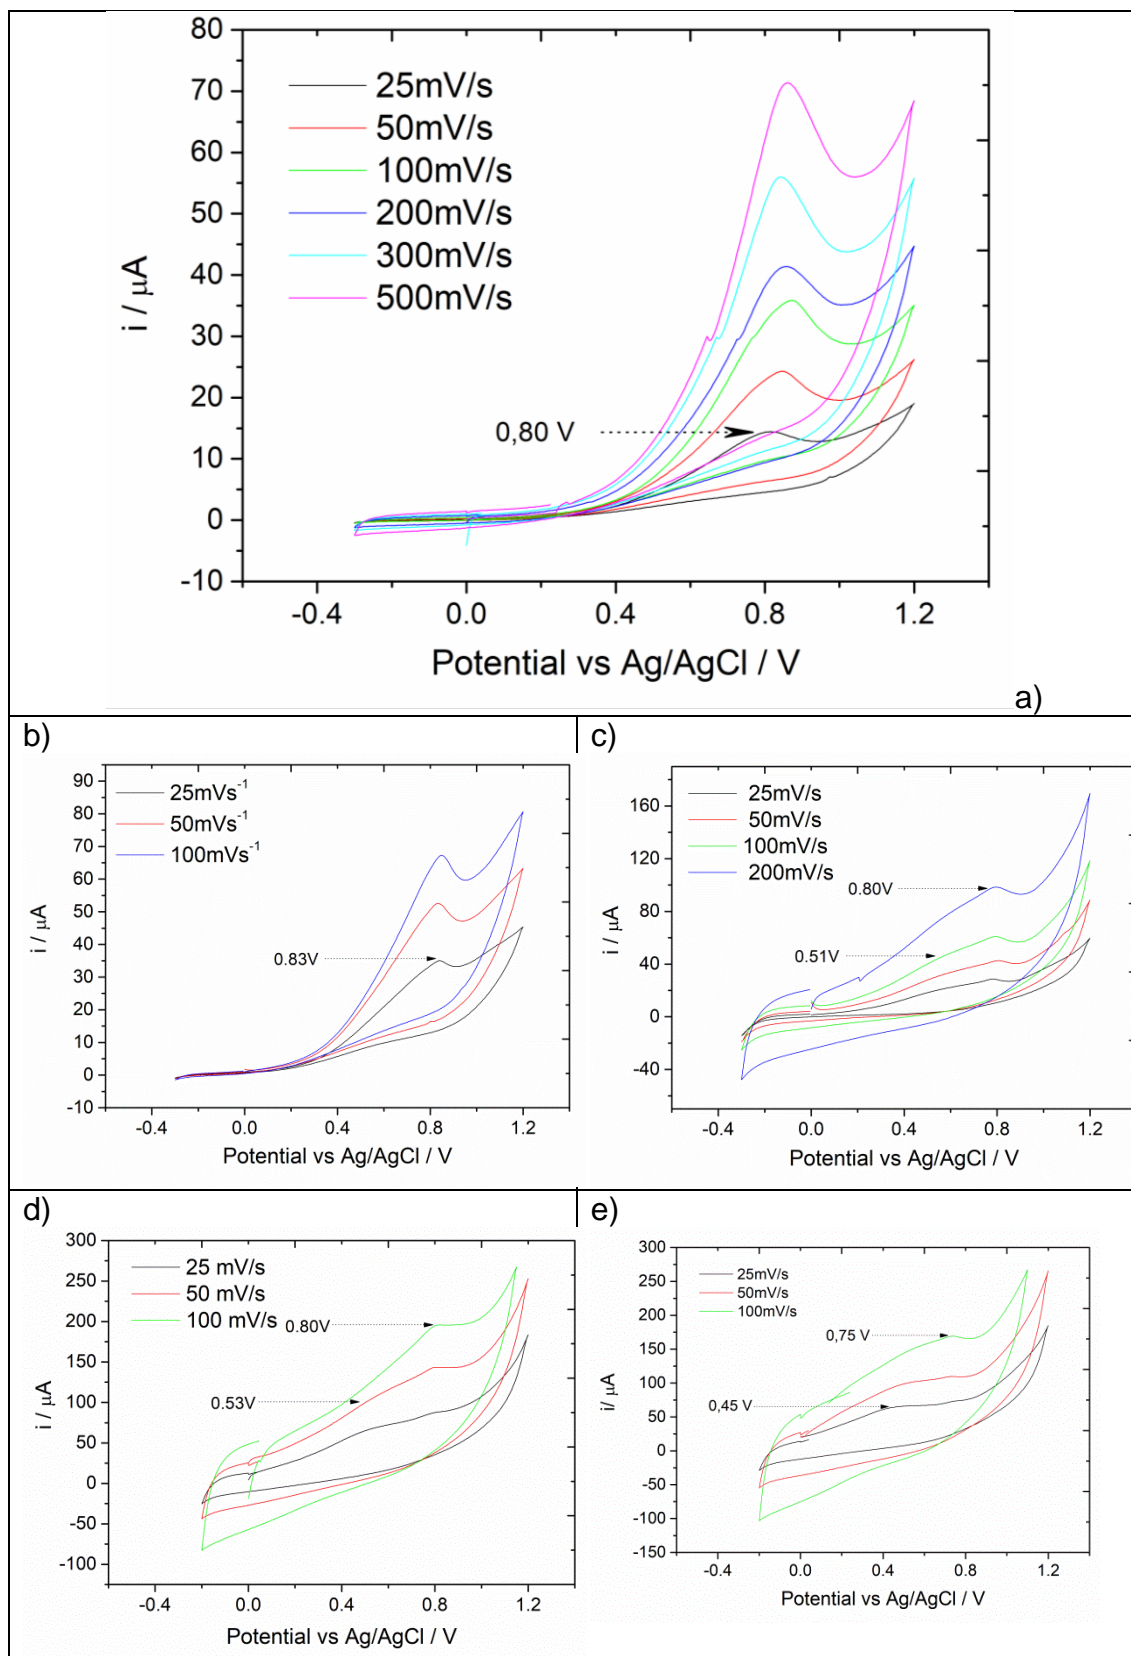 80
70
60
50
40
30
20
10
0
-10
i / μA
25mV/s
50mV/s
100mV/s
200mV/s
300mV/s
500mV/s
0,80 V
-0.4 0.0 0.4 0.8 1.2
Potential vs Ag/AgCl / V
a)
b)
90
80
70
60
50
40
30
20
10
0
-10
i / μA
25mVs⁻¹
50mVs⁻¹
100mVs⁻¹
0.83V
-0.4 0.0 0.4 0.8 1.2
Potential vs Ag/AgCl / V
c)
160
120
80
40
0
-40
i / μA
25mV/s
50mV/s
100mV/s
200mV/s
0.80V
0.51V
-0.4 0.0 0.4 0.8 1.2
Potential vs Ag/AgCl / V
d)
300
250
200
150
100
50
0
-50
-100
i / μA
25 mV/s
50 mV/s
100 mV/s
0.80V
0.53V
-0.4 0.0 0.4 0.8 1.2
Potential vs Ag/AgCl / V
e)
300
250
200
150
100
50
0
-50
-100
-150
i/ μA
25mV/s
50mV/s
100mV/s
0,75 V
0,45 V
-0.4 0.0 0.4 0.8 1.2
Potential vs Ag/AgCl / V